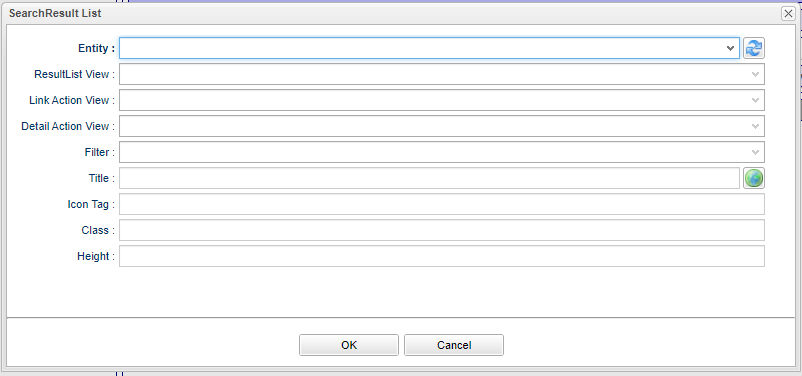 SearchResult List
Entity :
ResultList View :
Link Action View :
Detail Action View :
Filter :
Title :
Icon Tag :
Class :
Height :
OK Cancel